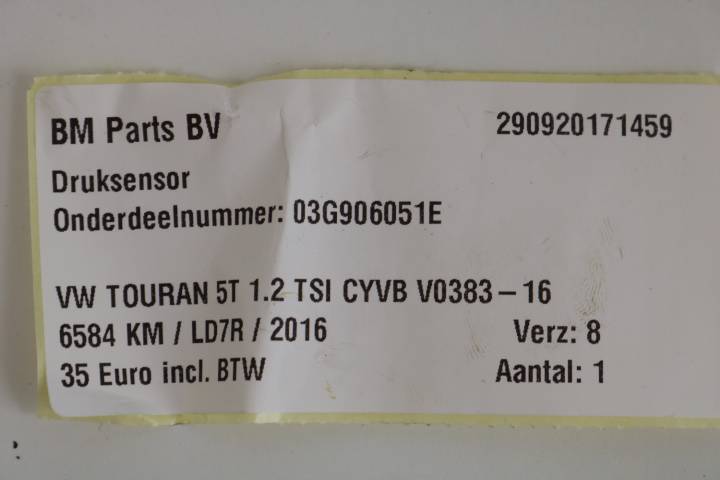 BM Parts BV 290920171459
Druksensor
Onderdeelnummer: 03G906051E
VW TOURAN 5T 1.2 TSI CYVB V0383-16
6584 KM / LD7R / 2016 Verz: 8
35 Euro incl. BTW Aantal: 1